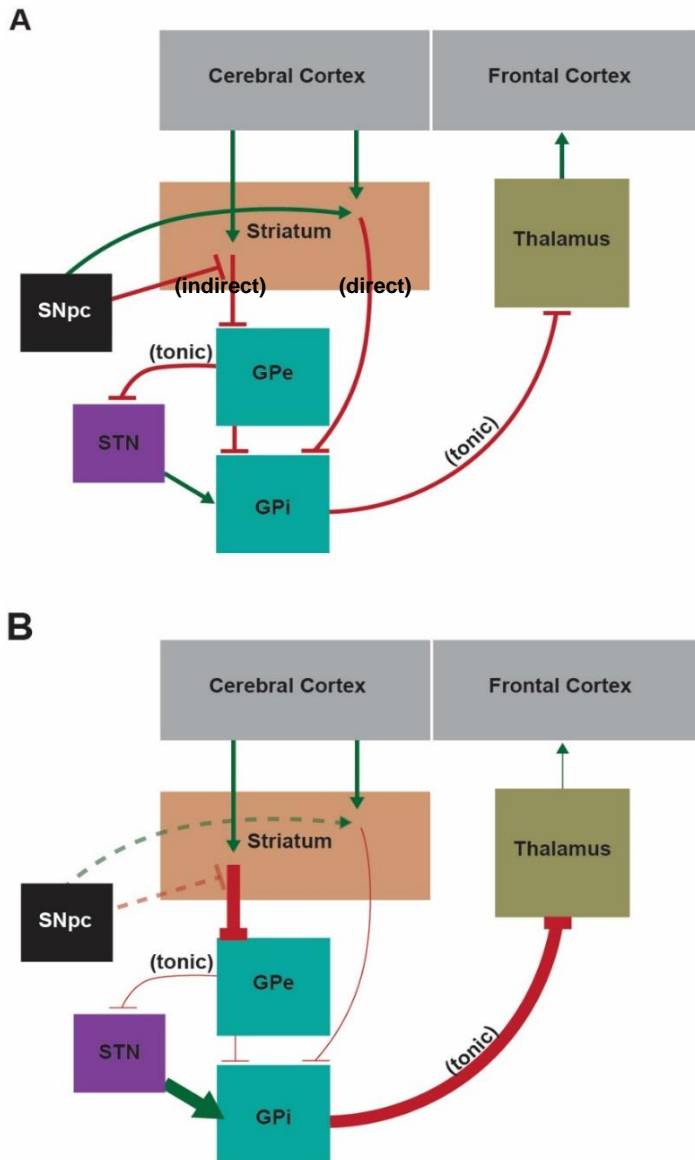 A
Cerebral Cortex
Frontal Cortex
Striatum
Thalamus
(indirect)
(direct)
SNpc
(tonic)
GPe
STN
(tonic)
GPi
B
Cerebral Cortex
Frontal Cortex
Striatum
Thalamus
SNpc
(tonic)
GPe
STN
(tonic)
GPi